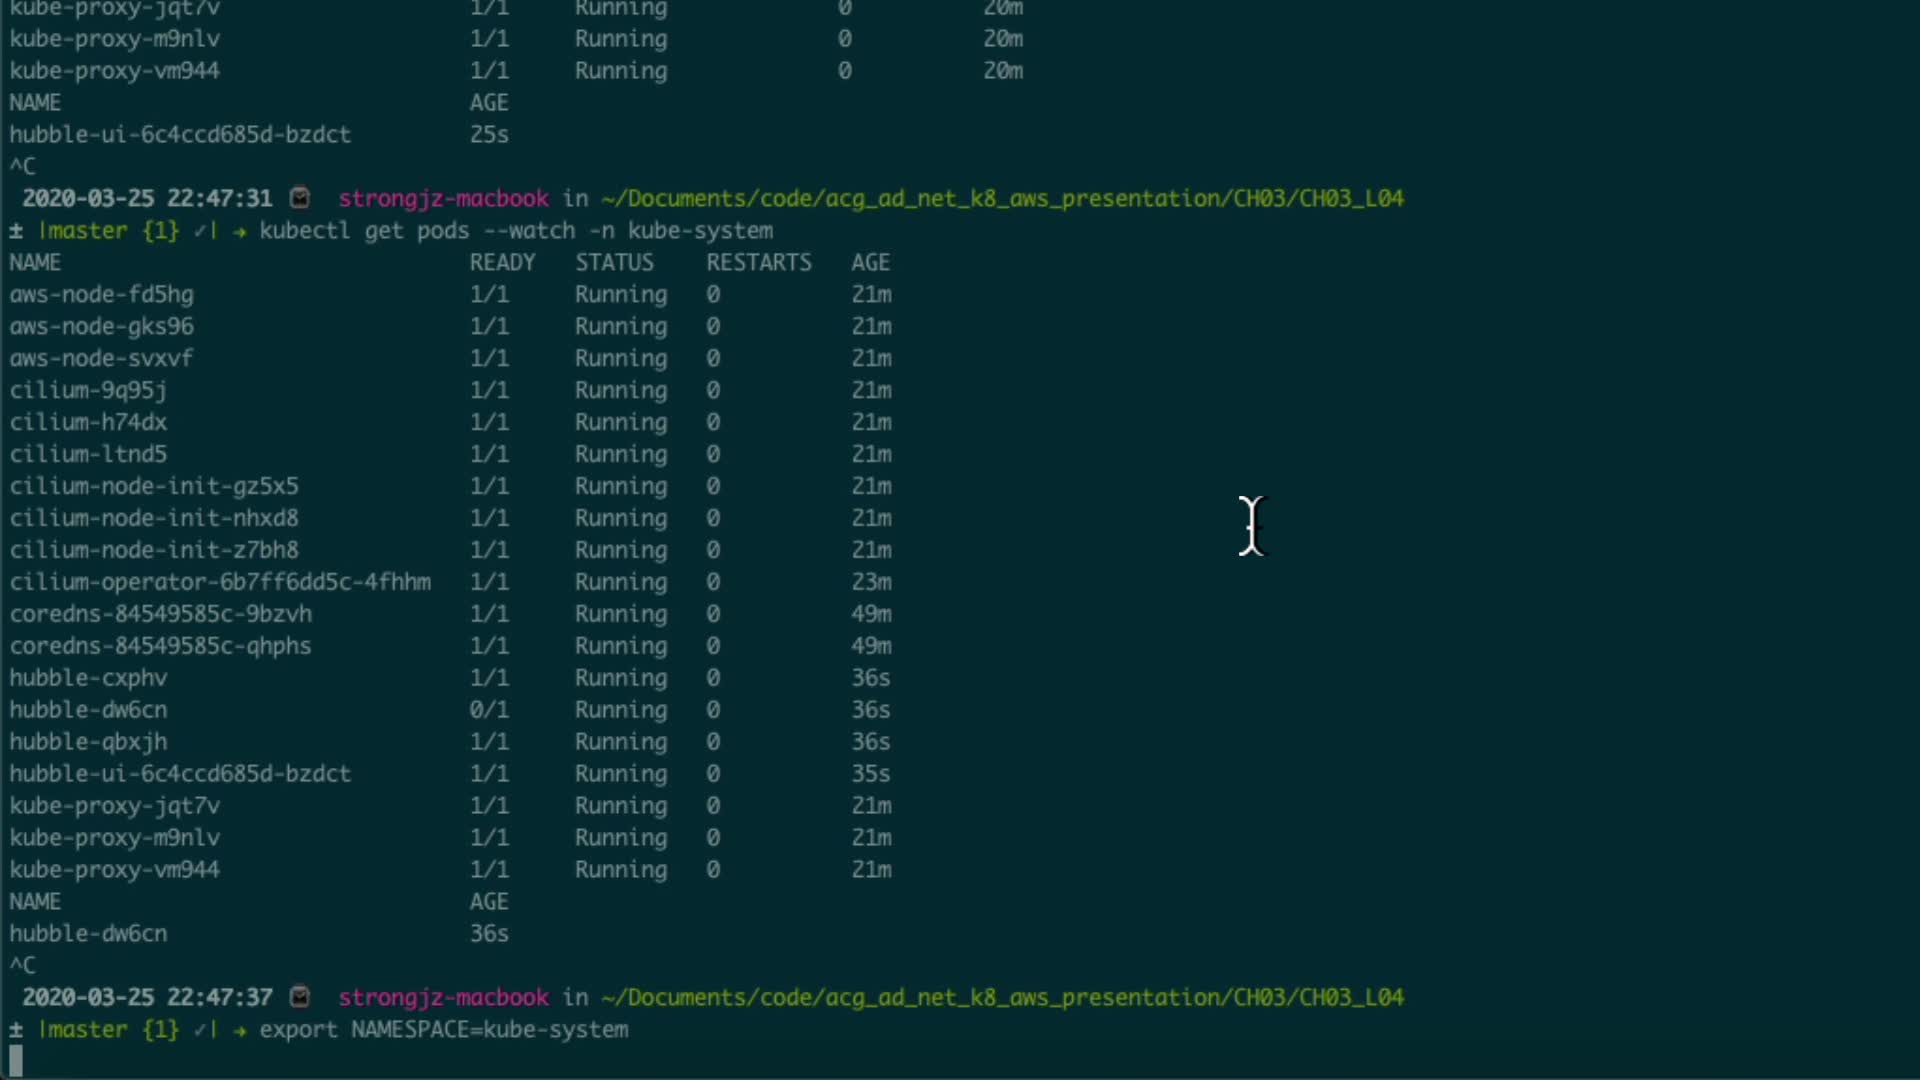 kube-proxy-jqt7v 1/1 Running 0 20m
kube-proxy-m9nlv 1/1 Running 0 20m
kube-proxy-vm944 1/1 Running 0 20m
NAME AGE
hubble-ui-6c4ccd685d-bzdct 25s
^C
2020-03-25 22:47:31 strongjz-macbook in ~/Documents/code/acg_ad_net_k8_aws_presentation/CH03/CH03_L04
± |master {1} ✓| → kubectl get pods --watch -n kube-system
NAME READY STATUS RESTARTS AGE
aws-node-fd5hg 1/1 Running 0 21m
aws-node-gks96 1/1 Running 0 21m
aws-node-svxvf 1/1 Running 0 21m
cilium-9q95j 1/1 Running 0 21m
cilium-h74dx 1/1 Running 0 21m
cilium-ltnd5 1/1 Running 0 21m
cilium-node-init-gz5x5 1/1 Running 0 21m
cilium-node-init-nhxd8 1/1 Running 0 21m
cilium-node-init-z7bh8 1/1 Running 0 21m
cilium-operator-6b7ff6dd5c-4fhhm 1/1 Running 0 23m
coredns-84549585c-9bzvh 1/1 Running 0 49m
coredns-84549585c-qhphs 1/1 Running 0 49m
hubble-cxphv 1/1 Running 0 36s
hubble-dw6cn 0/1 Running 0 36s
hubble-qbxjh 1/1 Running 0 36s
hubble-ui-6c4ccd685d-bzdct 1/1 Running 0 35s
kube-proxy-jqt7v 1/1 Running 0 21m
kube-proxy-m9nlv 1/1 Running 0 21m
kube-proxy-vm944 1/1 Running 0 21m
NAME AGE
hubble-dw6cn 36s
^C
2020-03-25 22:47:37 strongjz-macbook in ~/Documents/code/acg_ad_net_k8_aws_presentation/CH03/CH03_L04
± |master {1} ✓| → export NAMESPACE=kube-system